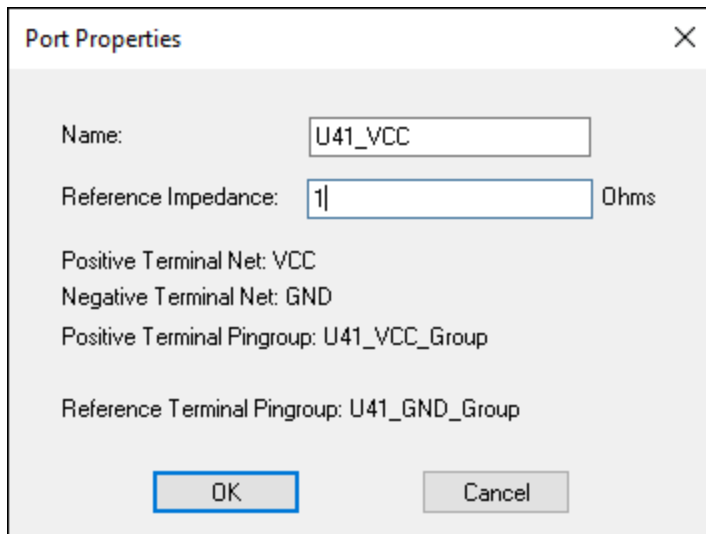 Port Properties
Name: U41_VCC
Reference Impedance: 1 Ohms
Positive Terminal Net: VCC
Negative Terminal Net: GND
Positive Terminal Pingroup: U41_VCC_Group
Reference Terminal Pingroup: U41_GND_Group
OK Cancel